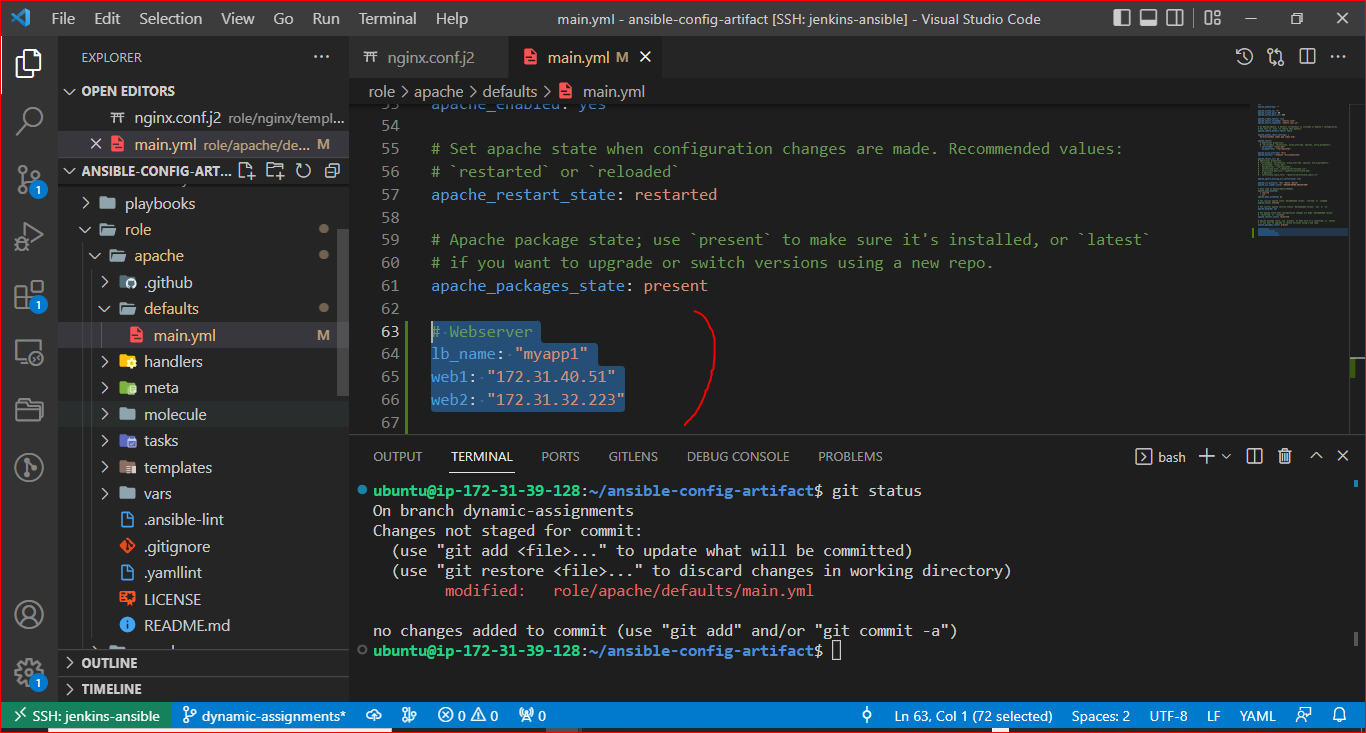 File Edit Selection View Go Run Terminal Help main.yml - ansible-config-artifact [SSH: jenkins-ansible] - Visual Studio Code
EXPLORER
OPEN EDITORS
nginx.conf.j2 role/nginx/templ...
main.yml role/apache/de... M
ANSIBLE-CONFIG-ART...
playbooks
role
apache
.github
defaults
main.yml M
handlers
meta
molecule
tasks
templates
vars
.ansible-lint
.gitignore
.yamllint
LICENSE
README.md
OUTLINE
TIMELINE
1
1
1
nginx.conf.j2 main.yml M
role > apache > defaults > main.yml
53 apache_enabled: yes
54
55 # Set apache state when configuration changes are made. Recommended values:
56 # `restarted` or `reloaded`
57 apache_restart_state: restarted
58
59 # Apache package state; use `present` to make sure it's installed, or `latest`
60 # if you want to upgrade or switch versions using a new repo.
61 apache_packages_state: present
62
63 # Webserver
64 lb_name: "myapp1"
65 web1: "172.31.40.51"
66 web2: "172.31.32.223"
67
OUTPUT TERMINAL PORTS GITLENS DEBUG CONSOLE PROBLEMS bash
ubuntu@ip-172-31-39-128:~/ansible-config-artifact$ git status
On branch dynamic-assignments
Changes not staged for commit:
(use "git add <file>..." to update what will be committed)
(use "git restore <file>..." to discard changes in working directory)
modified: role/apache/defaults/main.yml
no changes added to commit (use "git add" and/or "git commit -a")
ubuntu@ip-172-31-39-128:~/ansible-config-artifact$
SSH: jenkins-ansible dynamic-assignments* 0 0 0 Ln 63, Col 1 (72 selected) Spaces: 2 UTF-8 LF YAML